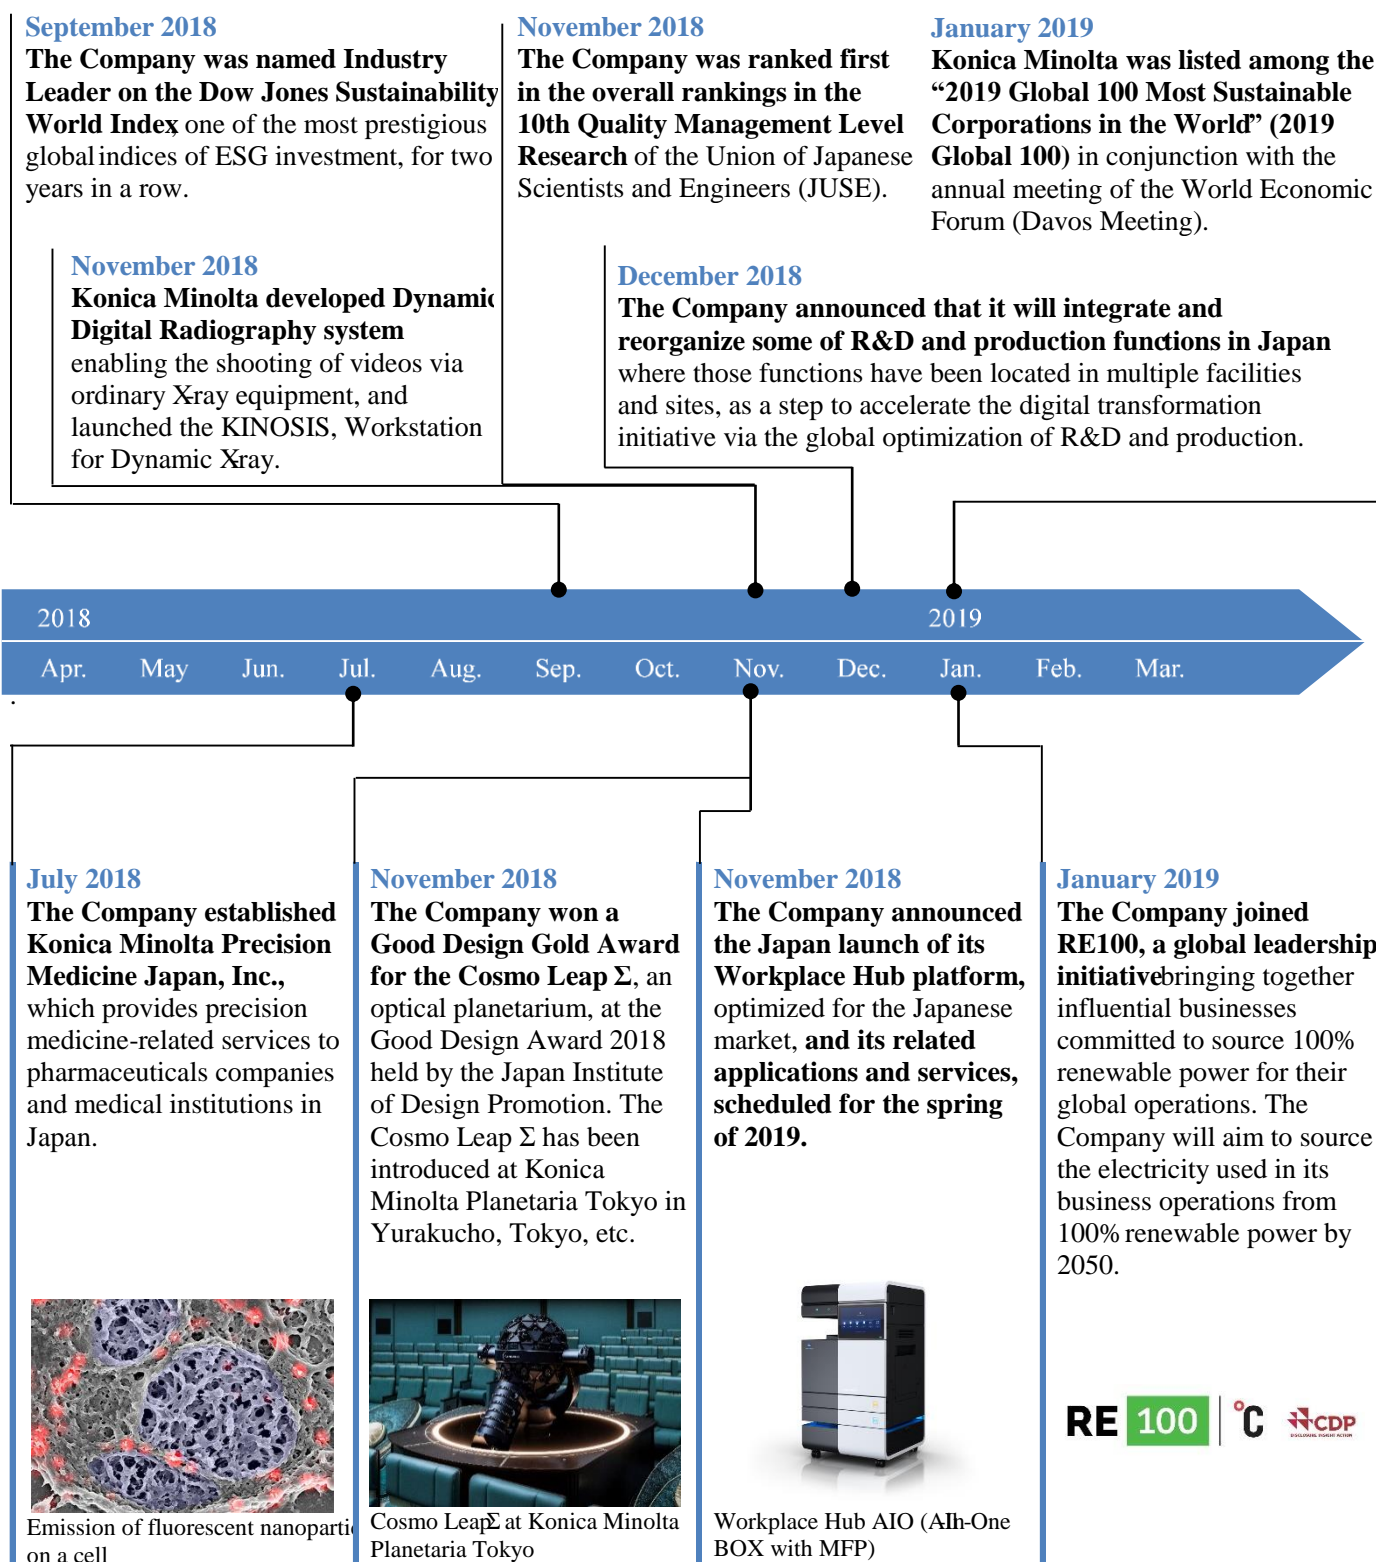 September 2018
The Company was named Industry
Leader on the Dow Jones Sustainability
World Index, one of the most prestigious
global indices of ESG investment, for two
years in a row.
November 2018
The Company was ranked first
in the overall rankings in the
10th Quality Management Level
Research of the Union of Japanese
Scientists and Engineers (JUSE).
January 2019
Konica Minolta was listed among the
“2019 Global 100 Most Sustainable
Corporations in the World” (2019
Global 100) in conjunction with the
annual meeting of the World Economic
Forum (Davos Meeting).
November 2018
Konica Minolta developed Dynamic
Digital Radiography system
enabling the shooting of videos via
ordinary X-ray equipment, and
launched the KINOSIS, Workstation
for Dynamic X-ray.
December 2018
The Company announced that it will integrate and
reorganize some of R&D and production functions in Japan
where those functions have been located in multiple facilities
and sites, as a step to accelerate the digital transformation
initiative via the global optimization of R&D and production.
2018 2019
Apr. May Jun. Jul. Aug. Sep. Oct. Nov. Dec. Jan. Feb. Mar.
.
July 2018
The Company established
Konica Minolta Precision
Medicine Japan, Inc.,
which provides precision
medicine-related services to
pharmaceuticals companies
and medical institutions in
Japan.
Emission of fluorescent nanoparti
on a cell
November 2018
The Company won a
Good Design Gold Award
for the Cosmo Leap Σ, an
optical planetarium, at the
Good Design Award 2018
held by the Japan Institute
of Design Promotion. The
Cosmo Leap Σ has been
introduced at Konica
Minolta Planetaria Tokyo in
Yurakucho, Tokyo, etc.
Cosmo Leap Σ at Konica Minolta
Planetaria Tokyo
November 2018
The Company announced
the Japan launch of its
Workplace Hub platform,
optimized for the Japanese
market, and its related
applications and services,
scheduled for the spring
of 2019.
Workplace Hub AIO (All-In-One
BOX with MFP)
January 2019
The Company joined
RE100, a global leadership
initiative bringing together
influential businesses
committed to source 100%
renewable power for their
global operations. The
Company will aim to source
the electricity used in its
business operations from
100% renewable power by
2050.
RE 100 °C CDP
DISCLOSURE INSIGHT ACTION